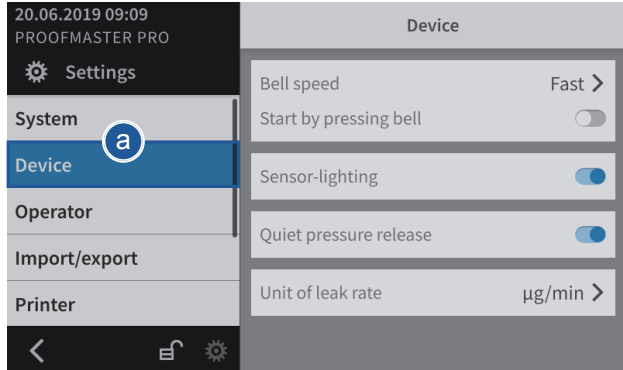 20.06.2019 09:09
PROOFMASTER PRO
Settings
System
a
Device
Operator
Import/export
Printer
Device
Bell speed Fast
Start by pressing bell
Sensor-lighting
Quiet pressure release
Unit of leak rate µg/min